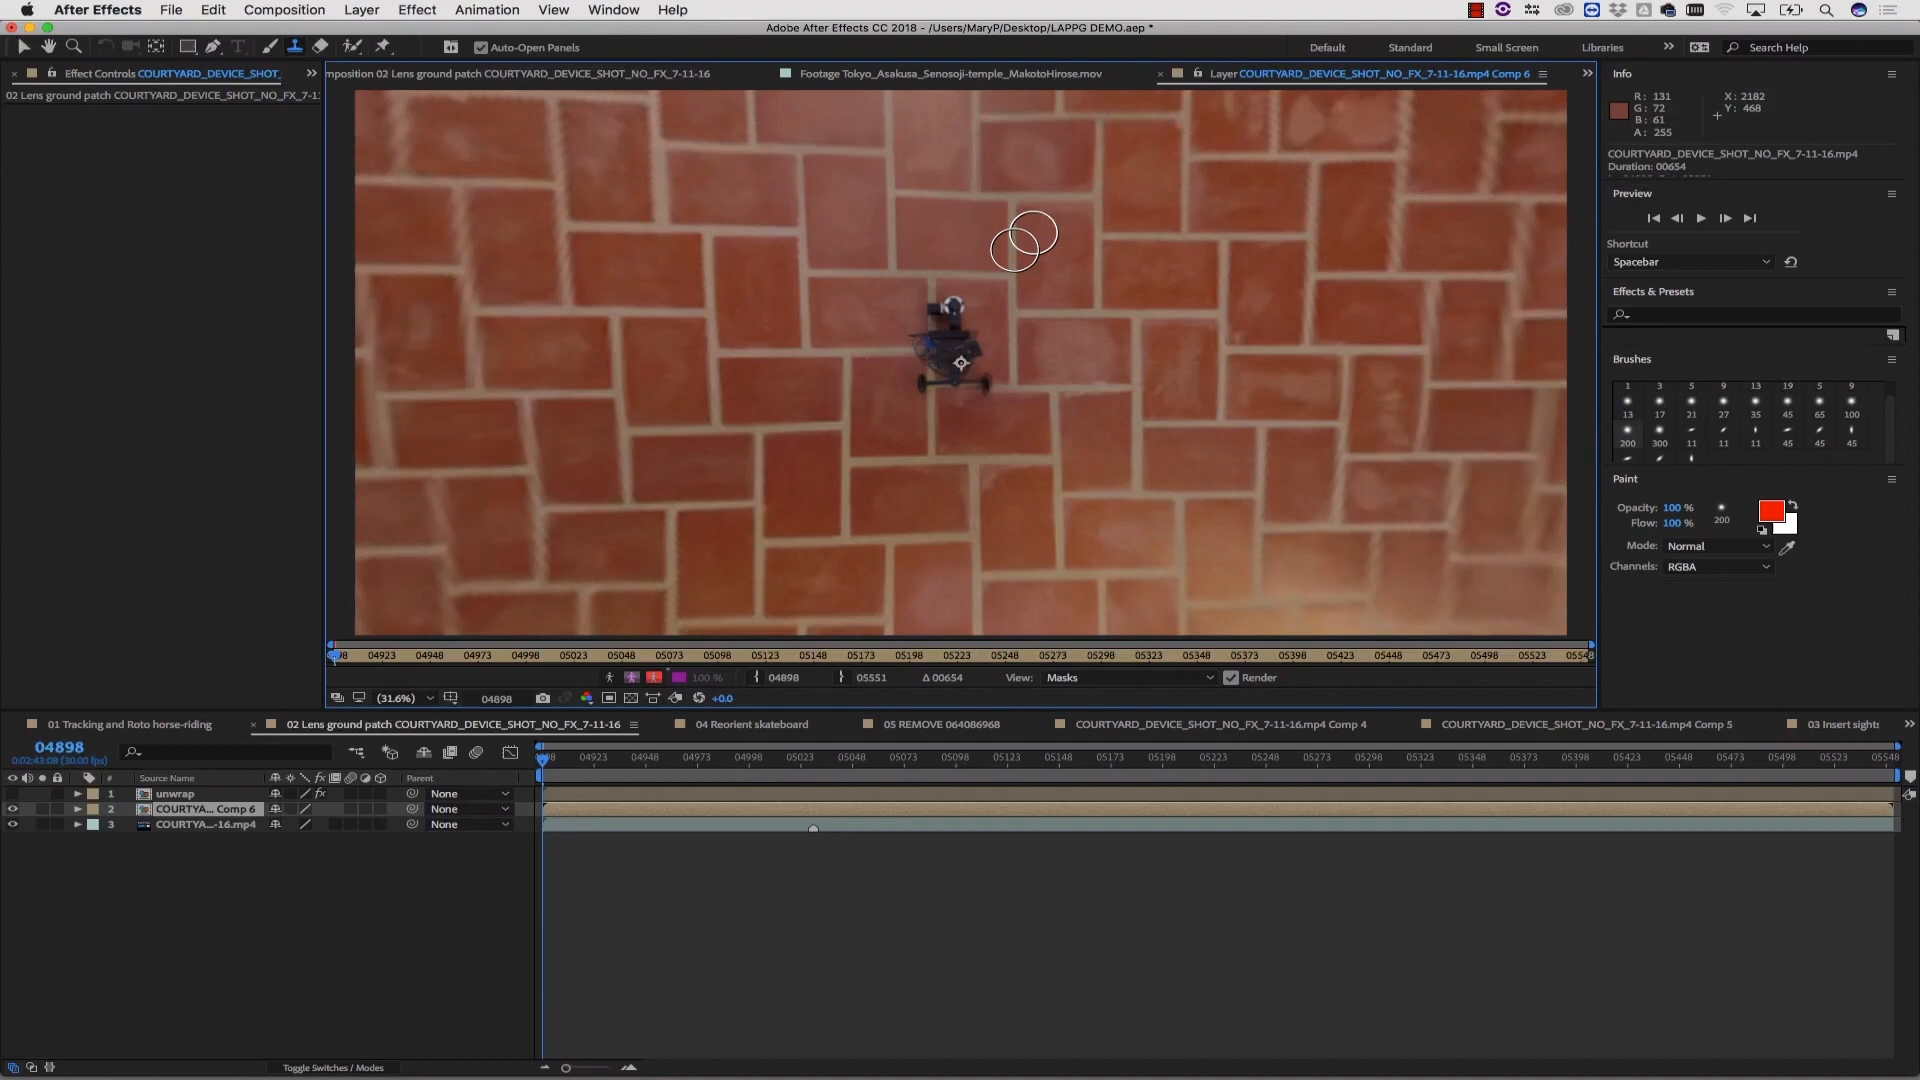 After Effects File Edit Composition Layer Effect Animation View Window Help
Adobe After Effects CC 2018 - /Users/MaryP/Desktop/LAPPG DEMO.aep *
Auto-Open Panels Default Standard Small Screen Libraries Search Help
Effect Controls COURTYARD_DEVICE_SHOT_
mposition 02 Lens ground patch COURTYARD_DEVICE_SHOT_NO_FX_7-11-16
Footage Tokyo_Asakusa_Senosoji-temple_MakotoHirose.mov
Layer COURTYARD_DEVICE_SHOT_NO_FX_7-11-16.mp4 Comp 6
02 Lens ground patch COURTYARD_DEVICE_SHOT_NO_FX_7-1
Info
R: 131 X: 2182
G: 72 Y: 468
B: 61
A: 255
COURTYARD_DEVICE_SHOT_NO_FX_7-11-16.mp4
Duration: 00654
Preview
Shortcut
Spacebar
Effects & Presets
Brushes
1 3 5 9 13 19 5 9
13 17 21 27 35 45 65 100
200 300 11 11 11 45 45 45
Paint
Opacity: 100 %
Flow: 100 % 200
Mode: Normal
Channels: RGBA
98 04923 04948 04973 04998 05023 05048 05073 05098 05123 05148 05173 05198 05223 05248 05273 05298 05323 05348 05373 05398 05423 05448 05473 05498 05523 05548
100 % 04898 05551 Δ 00654 View: Masks Render
(31.6%) 04898 +0.0
01 Tracking and Roto horse-riding
02 Lens ground patch COURTYARD_DEVICE_SHOT_NO_FX_7-11-16
04 Reorient skateboard
05 REMOVE 064086968
COURTYARD_DEVICE_SHOT_NO_FX_7-11-16.mp4 Comp 4
COURTYARD_DEVICE_SHOT_NO_FX_7-11-16.mp4 Comp 5
03 Insert sights
04898
0:02:43:08 (30.00 fps)
98 04923 04948 04973 04998 05023 05048 05073 05098 05123 05148 05173 05198 05223 05248 05273 05298 05323 05348 05373 05398 05423 05448 05473 05498 05523 05548
# Source Name fx Parent
1 unwrap fx None
2 COURTYA... Comp 6 None
3 COURTYA...-16.mp4 None
Toggle Switches / Modes